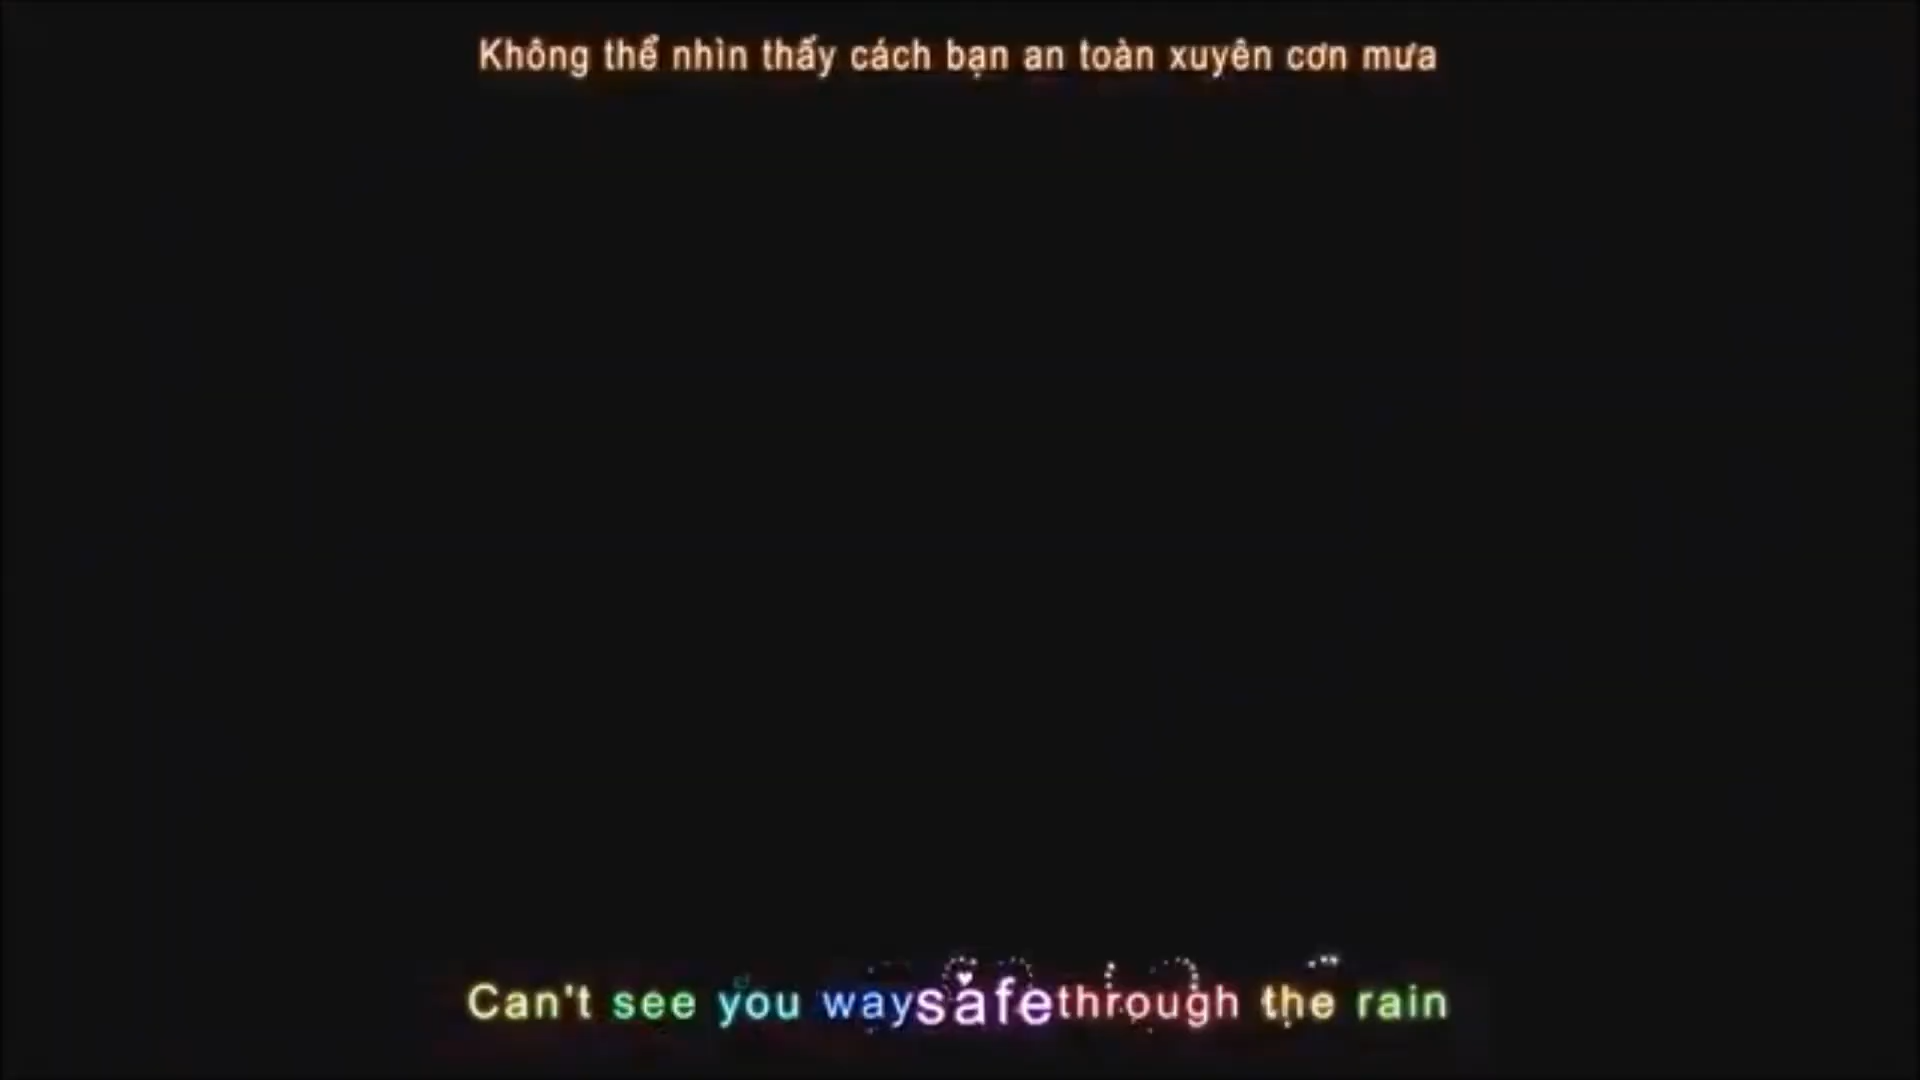 Không thể nhìn thấy cách bạn an toàn xuyên cơn mưa
Can't see you way safe through the rain